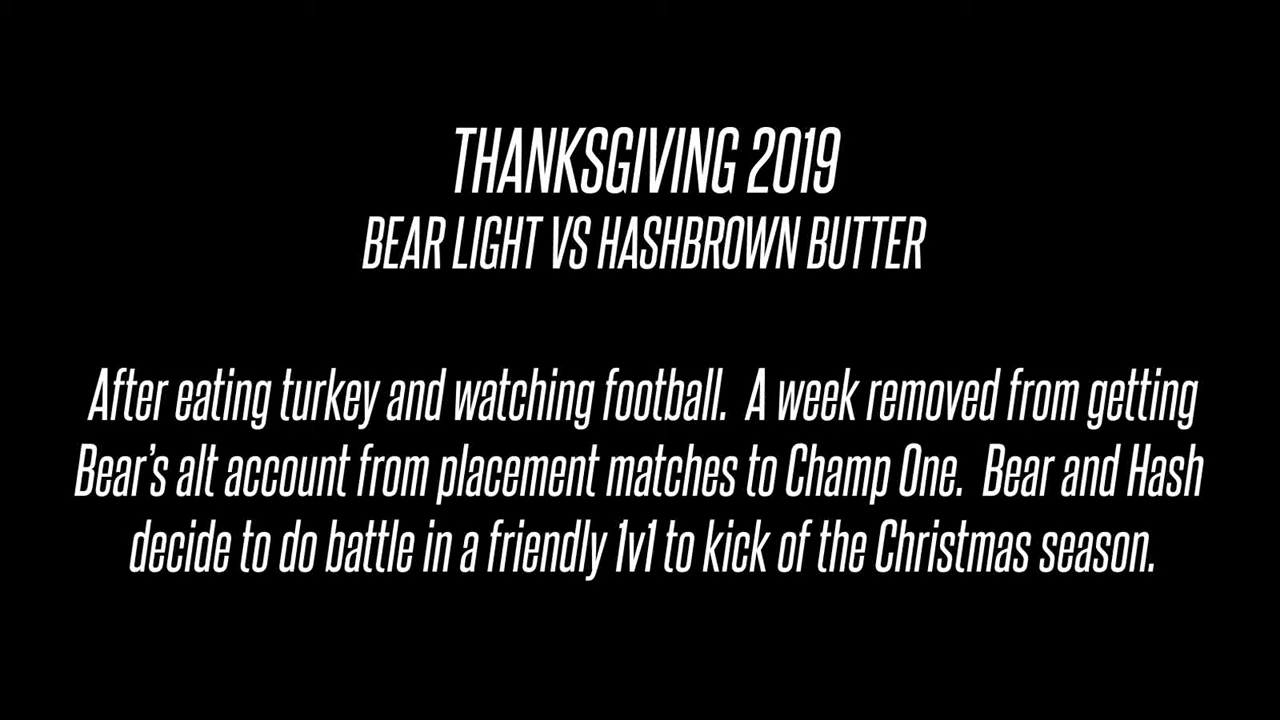 THANKSGIVING 2019
BEAR LIGHT VS HASHBROWN BUTTER
After eating turkey and watching football. A week removed from getting
Bear's alt account from placement matches to Champ One. Bear and Hash
decide to do battle in a friendly 1v1 to kick of the Christmas season.